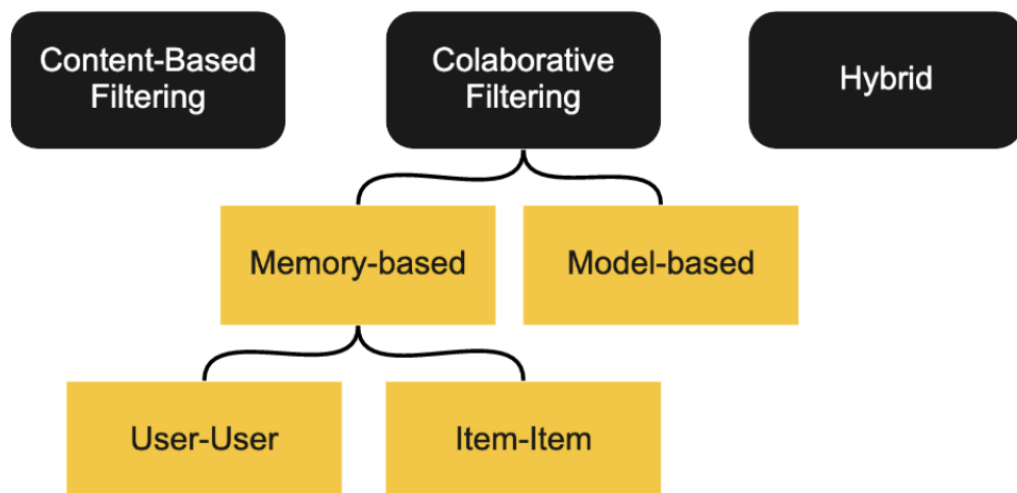 Content-Based
Filtering
Colaborative
Filtering
Hybrid
Memory-based
Model-based
User-User
Item-Item